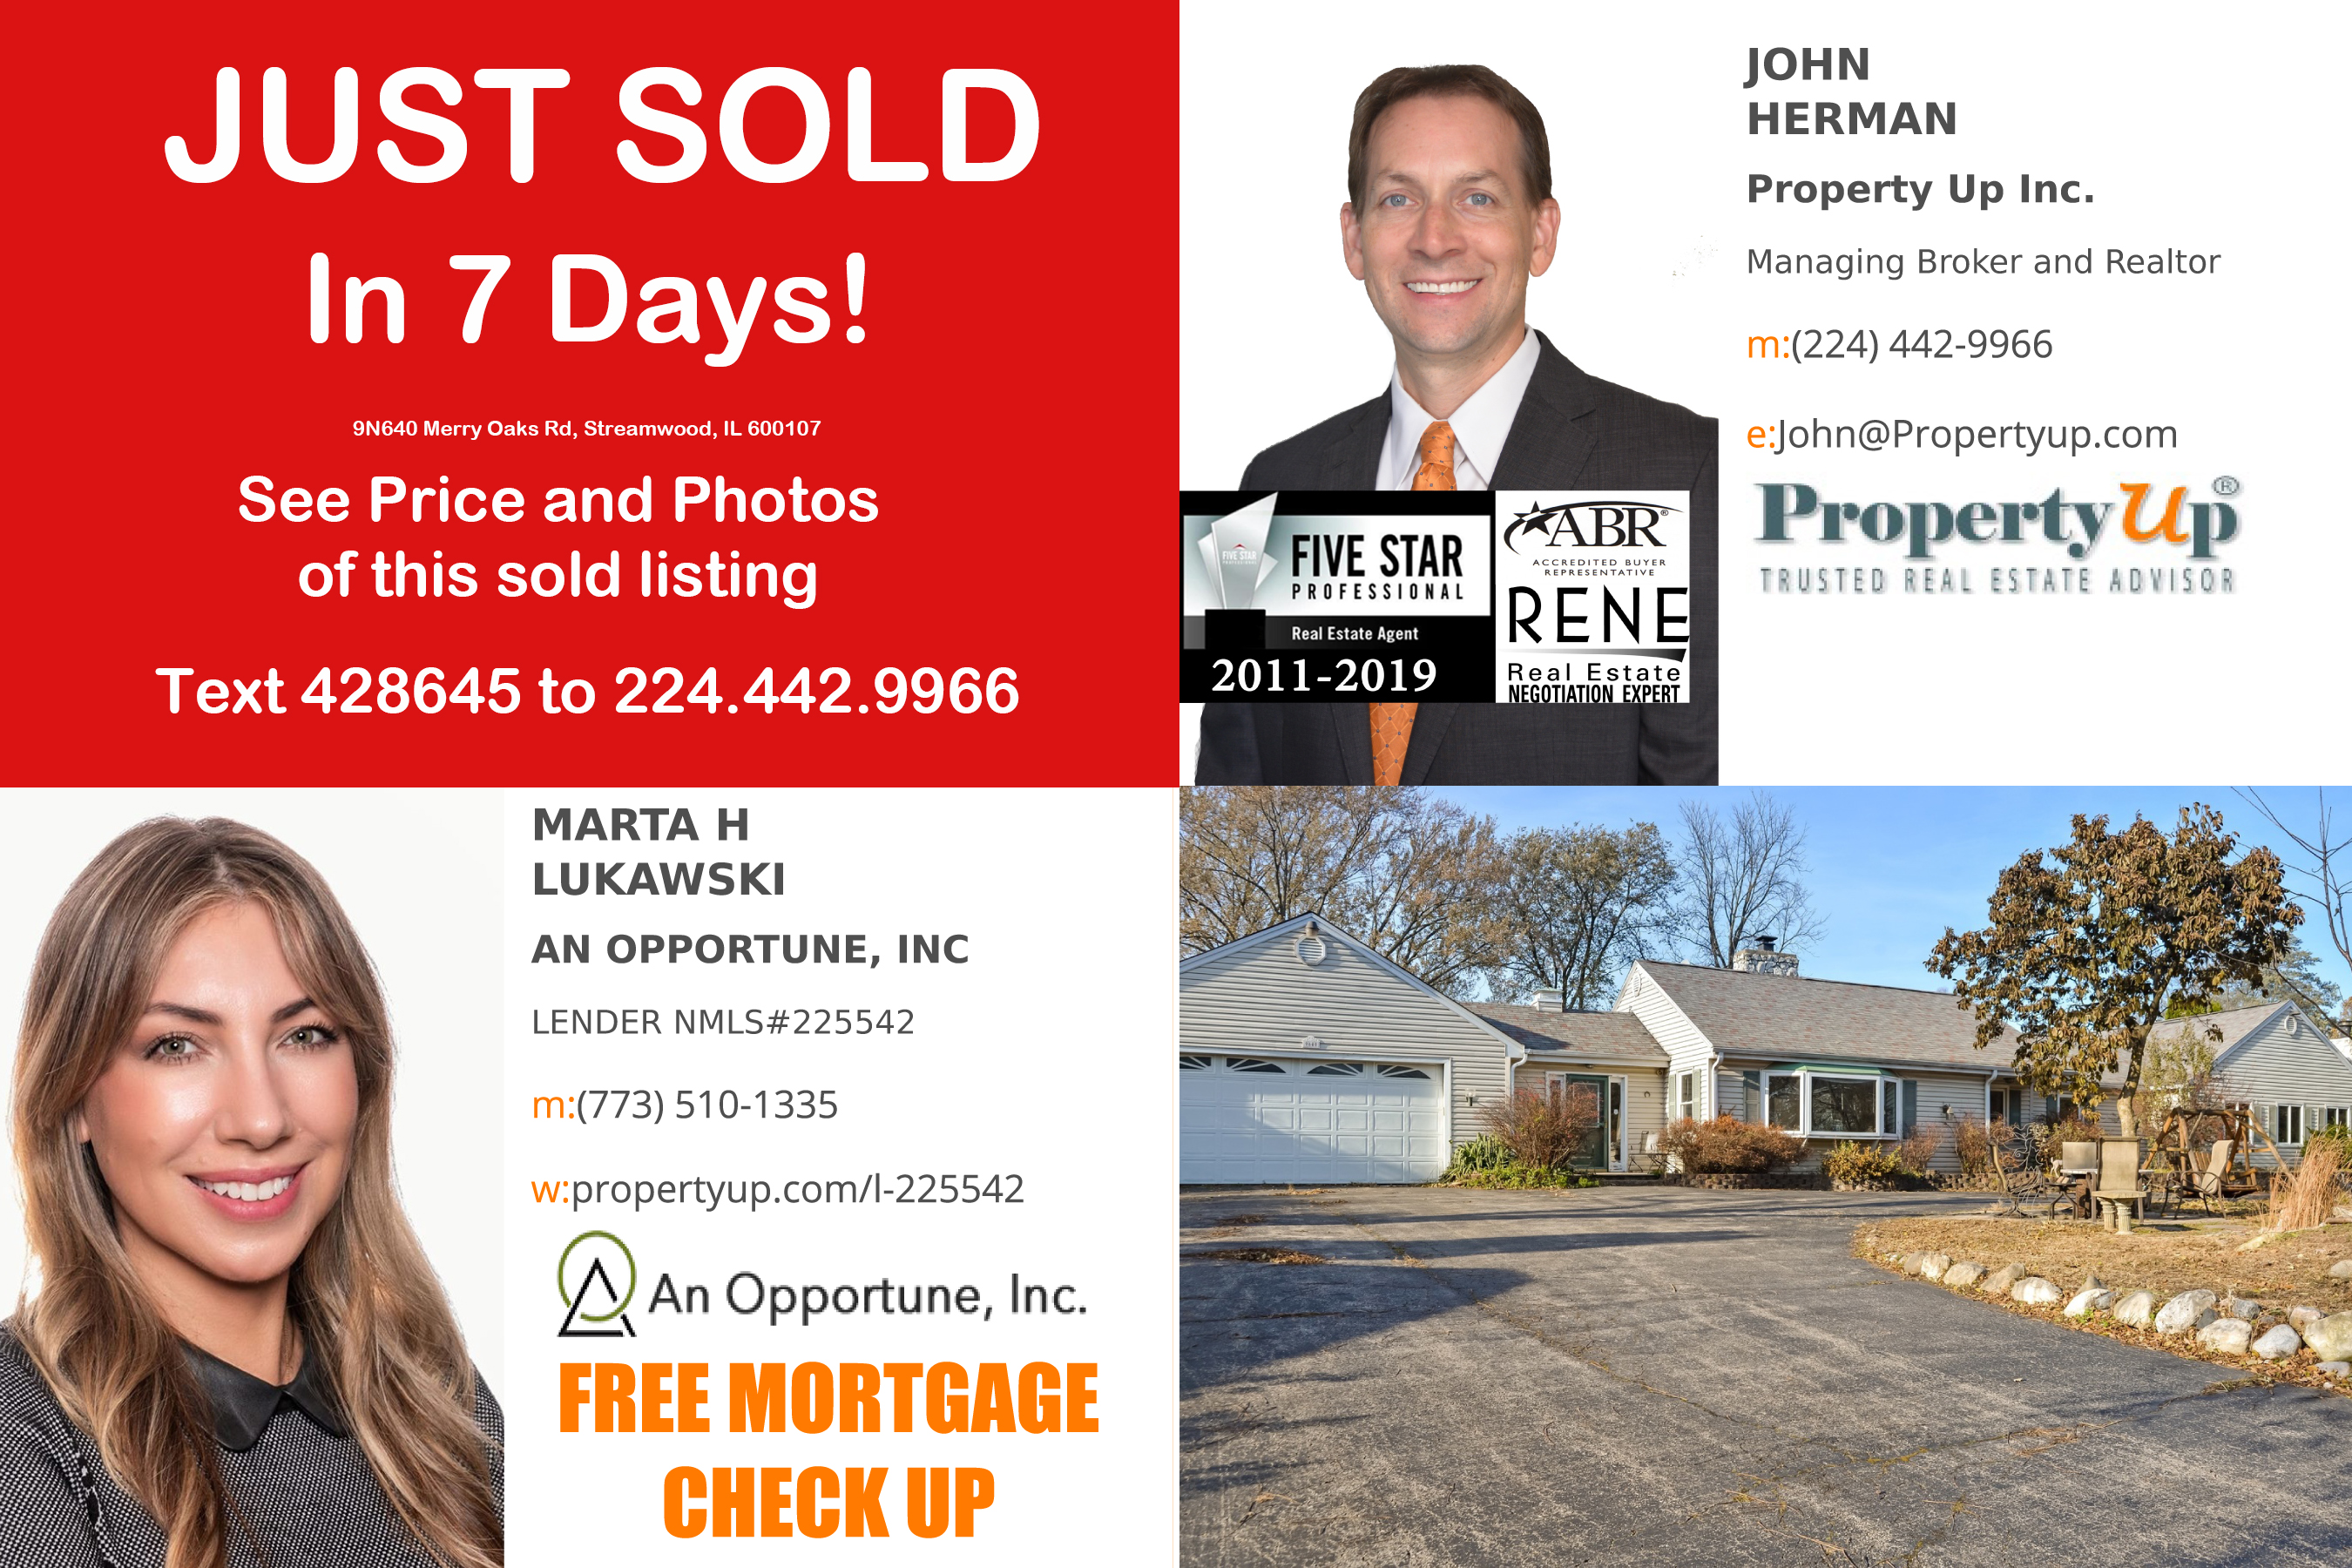 JUST SOLD
In 7 Days!
9N640 Merry Oaks Rd, Streamwood, IL 600107
See Price and Photos
of this sold listing
Text 428645 to 224.442.9966
JOHN
HERMAN
Property Up Inc.
Managing Broker and Realtor
m:(224) 442-9966
e:John@Propertyup.com
PropertyUp®
TRUSTED REAL ESTATE ADVISOR
FIVE STAR
PROFESSIONAL
FIVE STAR
PROFESSIONAL
Real Estate Agent
2011-2019
ABR®
ACCREDITED BUYER
REPRESENTATIVE
RENE
Real Estate
NEGOTIATION EXPERT
MARTA H
LUKAWSKI
AN OPPORTUNE, INC
LENDER NMLS#225542
m:(773) 510-1335
w:propertyup.com/l-225542
An Opportune, Inc.
FREE MORTGAGE
CHECK UP